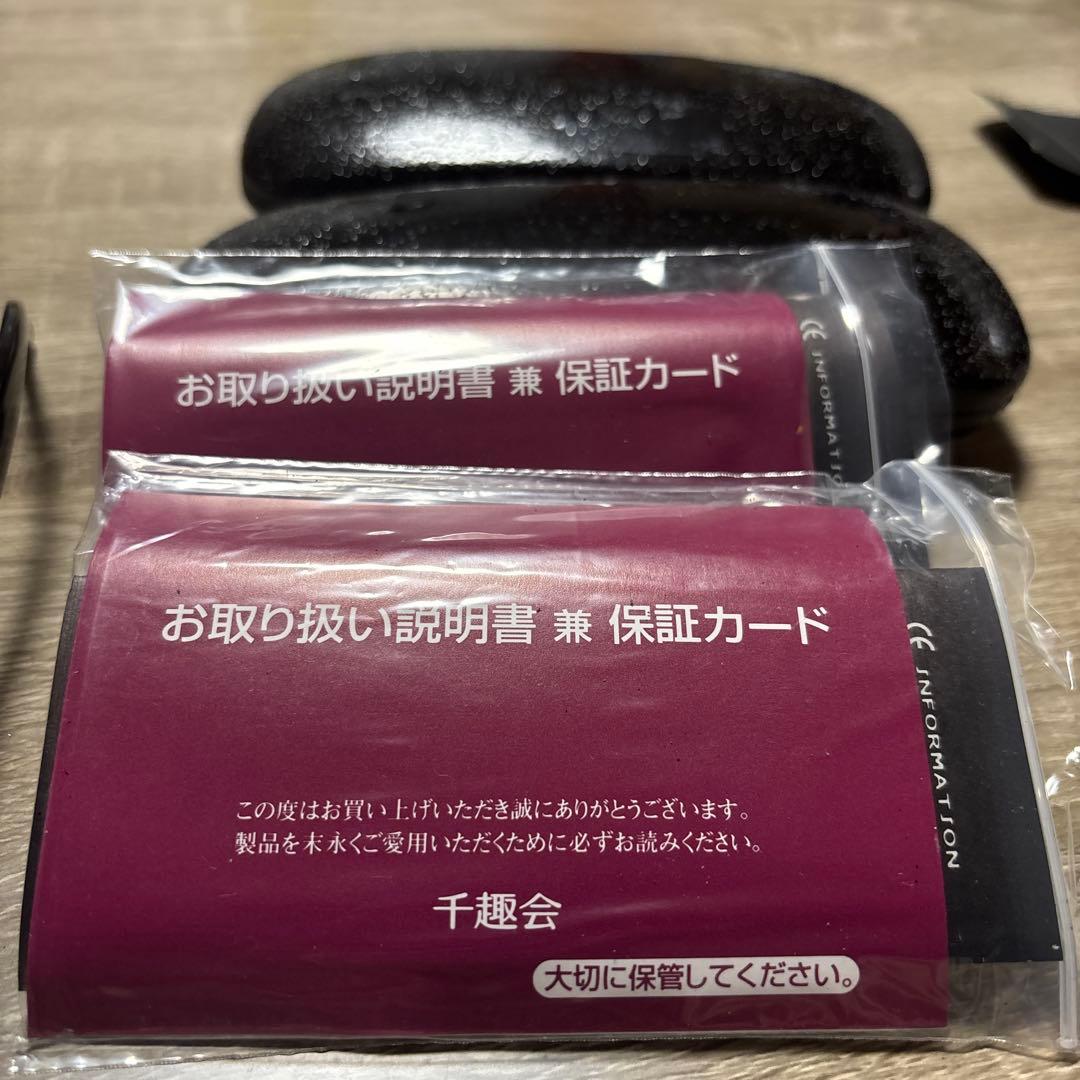 お取り扱い説明書 兼 保証カード
CE INFORMATION
お取り扱い説明書 兼 保証カード
CE INFORMATION
この度はお買い上げいただき誠にありがとうございます。
製品を末永くご愛用いただくために必ずお読みください。
千趣会
大切に保管してください。